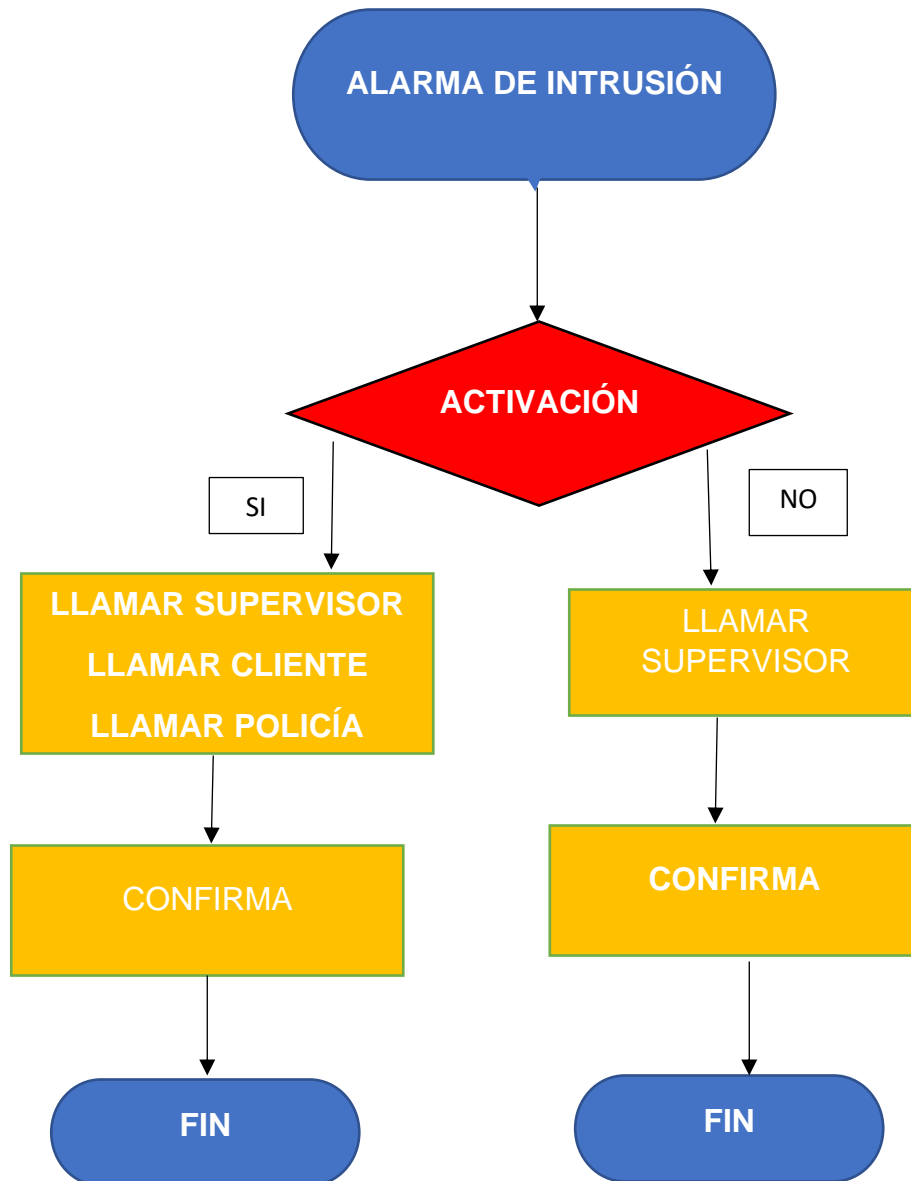 ALARMA DE INTRUSIÓN
ACTIVACIÓN
SI
NO
LLAMAR SUPERVISOR
LLAMAR CLIENTE
LLAMAR POLICÍA
LLAMAR
SUPERVISOR
CONFIRMA
CONFIRMA
FIN
FIN